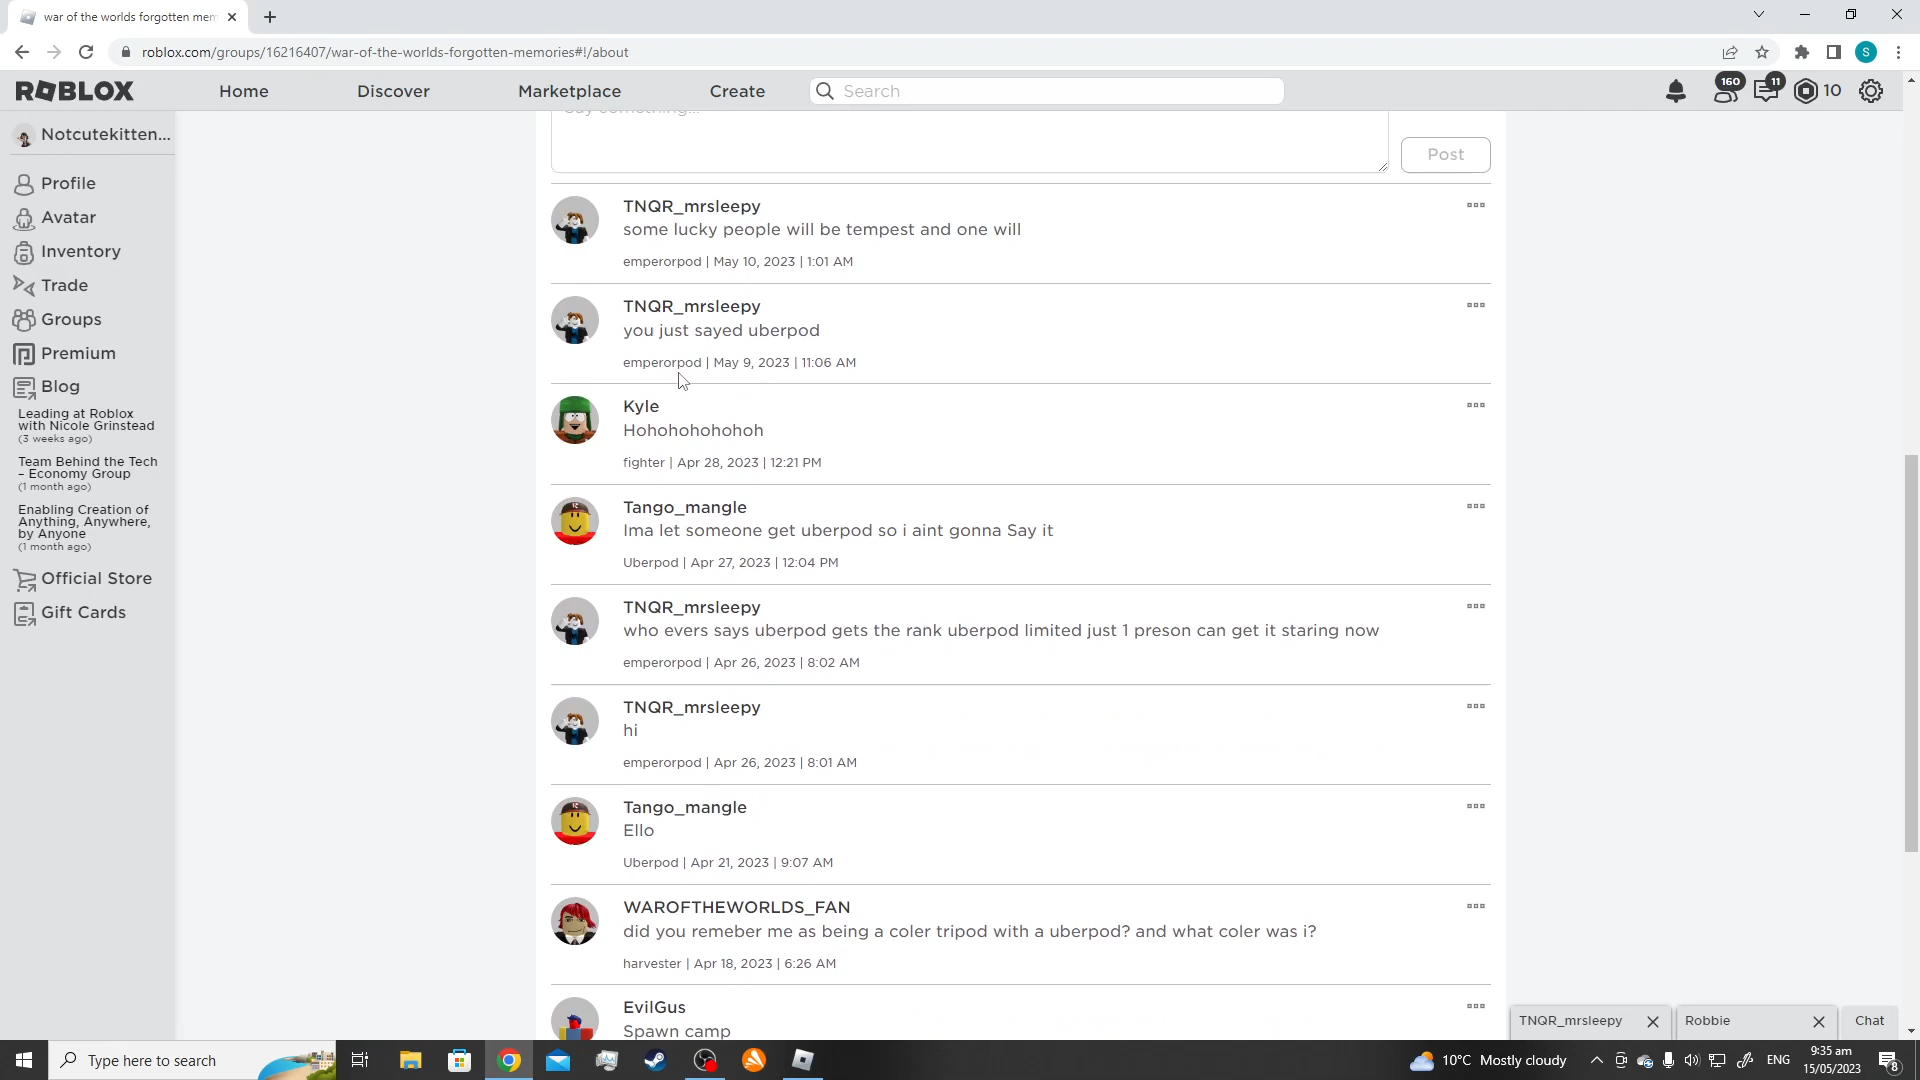 war of the worlds forgotten mem
roblox.com/groups/16216407/war-of-the-worlds-forgotten-memories#!/about
S
ROBLOX
Home
Discover
Marketplace
Create
Search
160
11
10
Notcutekitten...
Profile
Avatar
Inventory
Trade
Groups
Premium
Blog
Leading at Roblox
with Nicole Grinstead
(3 weeks ago)
Team Behind the Tech
– Economy Group
(1 month ago)
Enabling Creation of
Anything, Anywhere,
by Anyone
(1 month ago)
Official Store
Gift Cards
Say something...
Post
TNQR_mrsleepy
some lucky people will be tempest and one will
emperorpod | May 10, 2023 | 1:01 AM
TNQR_mrsleepy
you just sayed uberpod
emperorpod | May 9, 2023 | 11:06 AM
Kyle
Hohohohohohoh
fighter | Apr 28, 2023 | 12:21 PM
Tango_mangle
Ima let someone get uberpod so i aint gonna Say it
Uberpod | Apr 27, 2023 | 12:04 PM
TNQR_mrsleepy
who evers says uberpod gets the rank uberpod limited just 1 preson can get it staring now
emperorpod | Apr 26, 2023 | 8:02 AM
TNQR_mrsleepy
hi
emperorpod | Apr 26, 2023 | 8:01 AM
Tango_mangle
Ello
Uberpod | Apr 21, 2023 | 9:07 AM
WAROFTHEWORLDS_FAN
did you remeber me as being a coler tripod with a uberpod? and what coler was i?
harvester | Apr 18, 2023 | 6:26 AM
EvilGus
Spawn camp
TNQR_mrsleepy
Robbie
Chat
Type here to search
10°C Mostly cloudy
ENG
9:35 am
15/05/2023
8